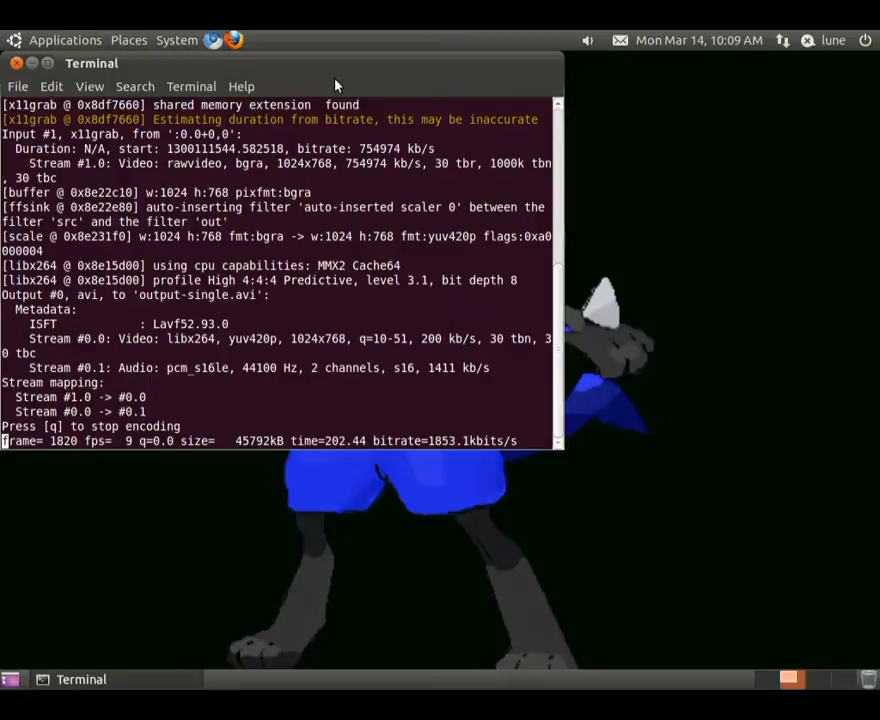 Applications Places System
Mon Mar 14, 10:09 AM lune
Terminal
File Edit View Search Terminal Help
[x11grab @ 0x8df7660] shared memory extension  found
[x11grab @ 0x8df7660] Estimating duration from bitrate, this may be inaccurate
Input #1, x11grab, from ':0.0+0,0':
  Duration: N/A, start: 1300111544.582518, bitrate: 754974 kb/s
    Stream #1.0: Video: rawvideo, bgra, 1024x768, 754974 kb/s, 30 tbr, 1000k tbn
, 30 tbc
[buffer @ 0x8e22c10] w:1024 h:768 pixfmt:bgra
[ffsink @ 0x8e22e80] auto-inserting filter 'auto-inserted scaler 0' between the
filter 'src' and the filter 'out'
[scale @ 0x8e231f0] w:1024 h:768 fmt:bgra -> w:1024 h:768 fmt:yuv420p flags:0xa0
000004
[libx264 @ 0x8e15d00] using cpu capabilities: MMX2 Cache64
[libx264 @ 0x8e15d00] profile High 4:4:4 Predictive, level 3.1, bit depth 8
Output #0, avi, to 'output-single.avi':
  Metadata:
    ISFT            : Lavf52.93.0
    Stream #0.0: Video: libx264, yuv420p, 1024x768, q=10-51, 200 kb/s, 30 tbn, 3
0 tbc
    Stream #0.1: Audio: pcm_s16le, 44100 Hz, 2 channels, s16, 1411 kb/s
Stream mapping:
  Stream #1.0 -> #0.0
  Stream #0.0 -> #0.1
Press [q] to stop encoding
frame= 1820 fps=  9 q=0.0 size=   45792kB time=202.44 bitrate=1853.1kbits/s
Terminal